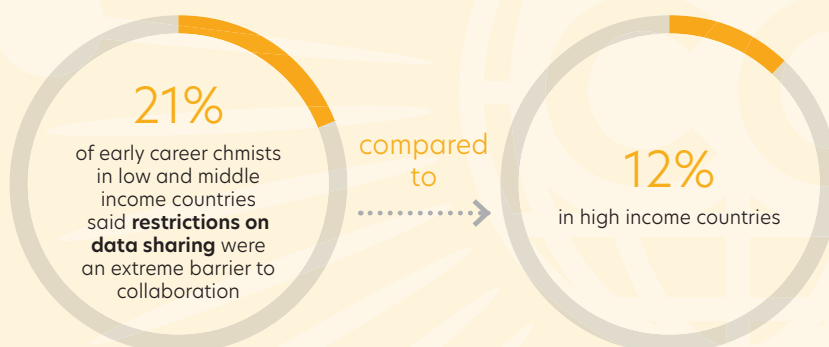 21%
of early career chmists
in low and middle
income countries
said restrictions on
data sharing were
an extreme barrier to
collaboration
compared
to
12%
in high income countries